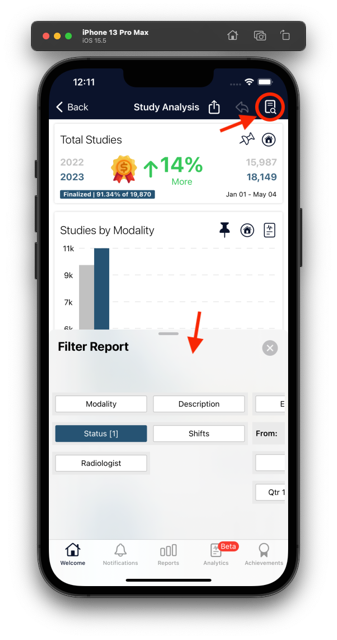 iPhone 13 Pro Max
iOS 15.5
12:11
Back
Study Analysis
Total Studies
2022
2023
14%
More
15,987
18,149
Finalized | 91.34% of 19,870
Jan 01 - May 04
Studies by Modality
11k
9k
7k
6k
Filter Report
Modality
Description
E
Status [1]
Shifts
From:
Radiologist
Qtr 1
Welcome
Notifications
Reports
Analytics
Beta
Achievements